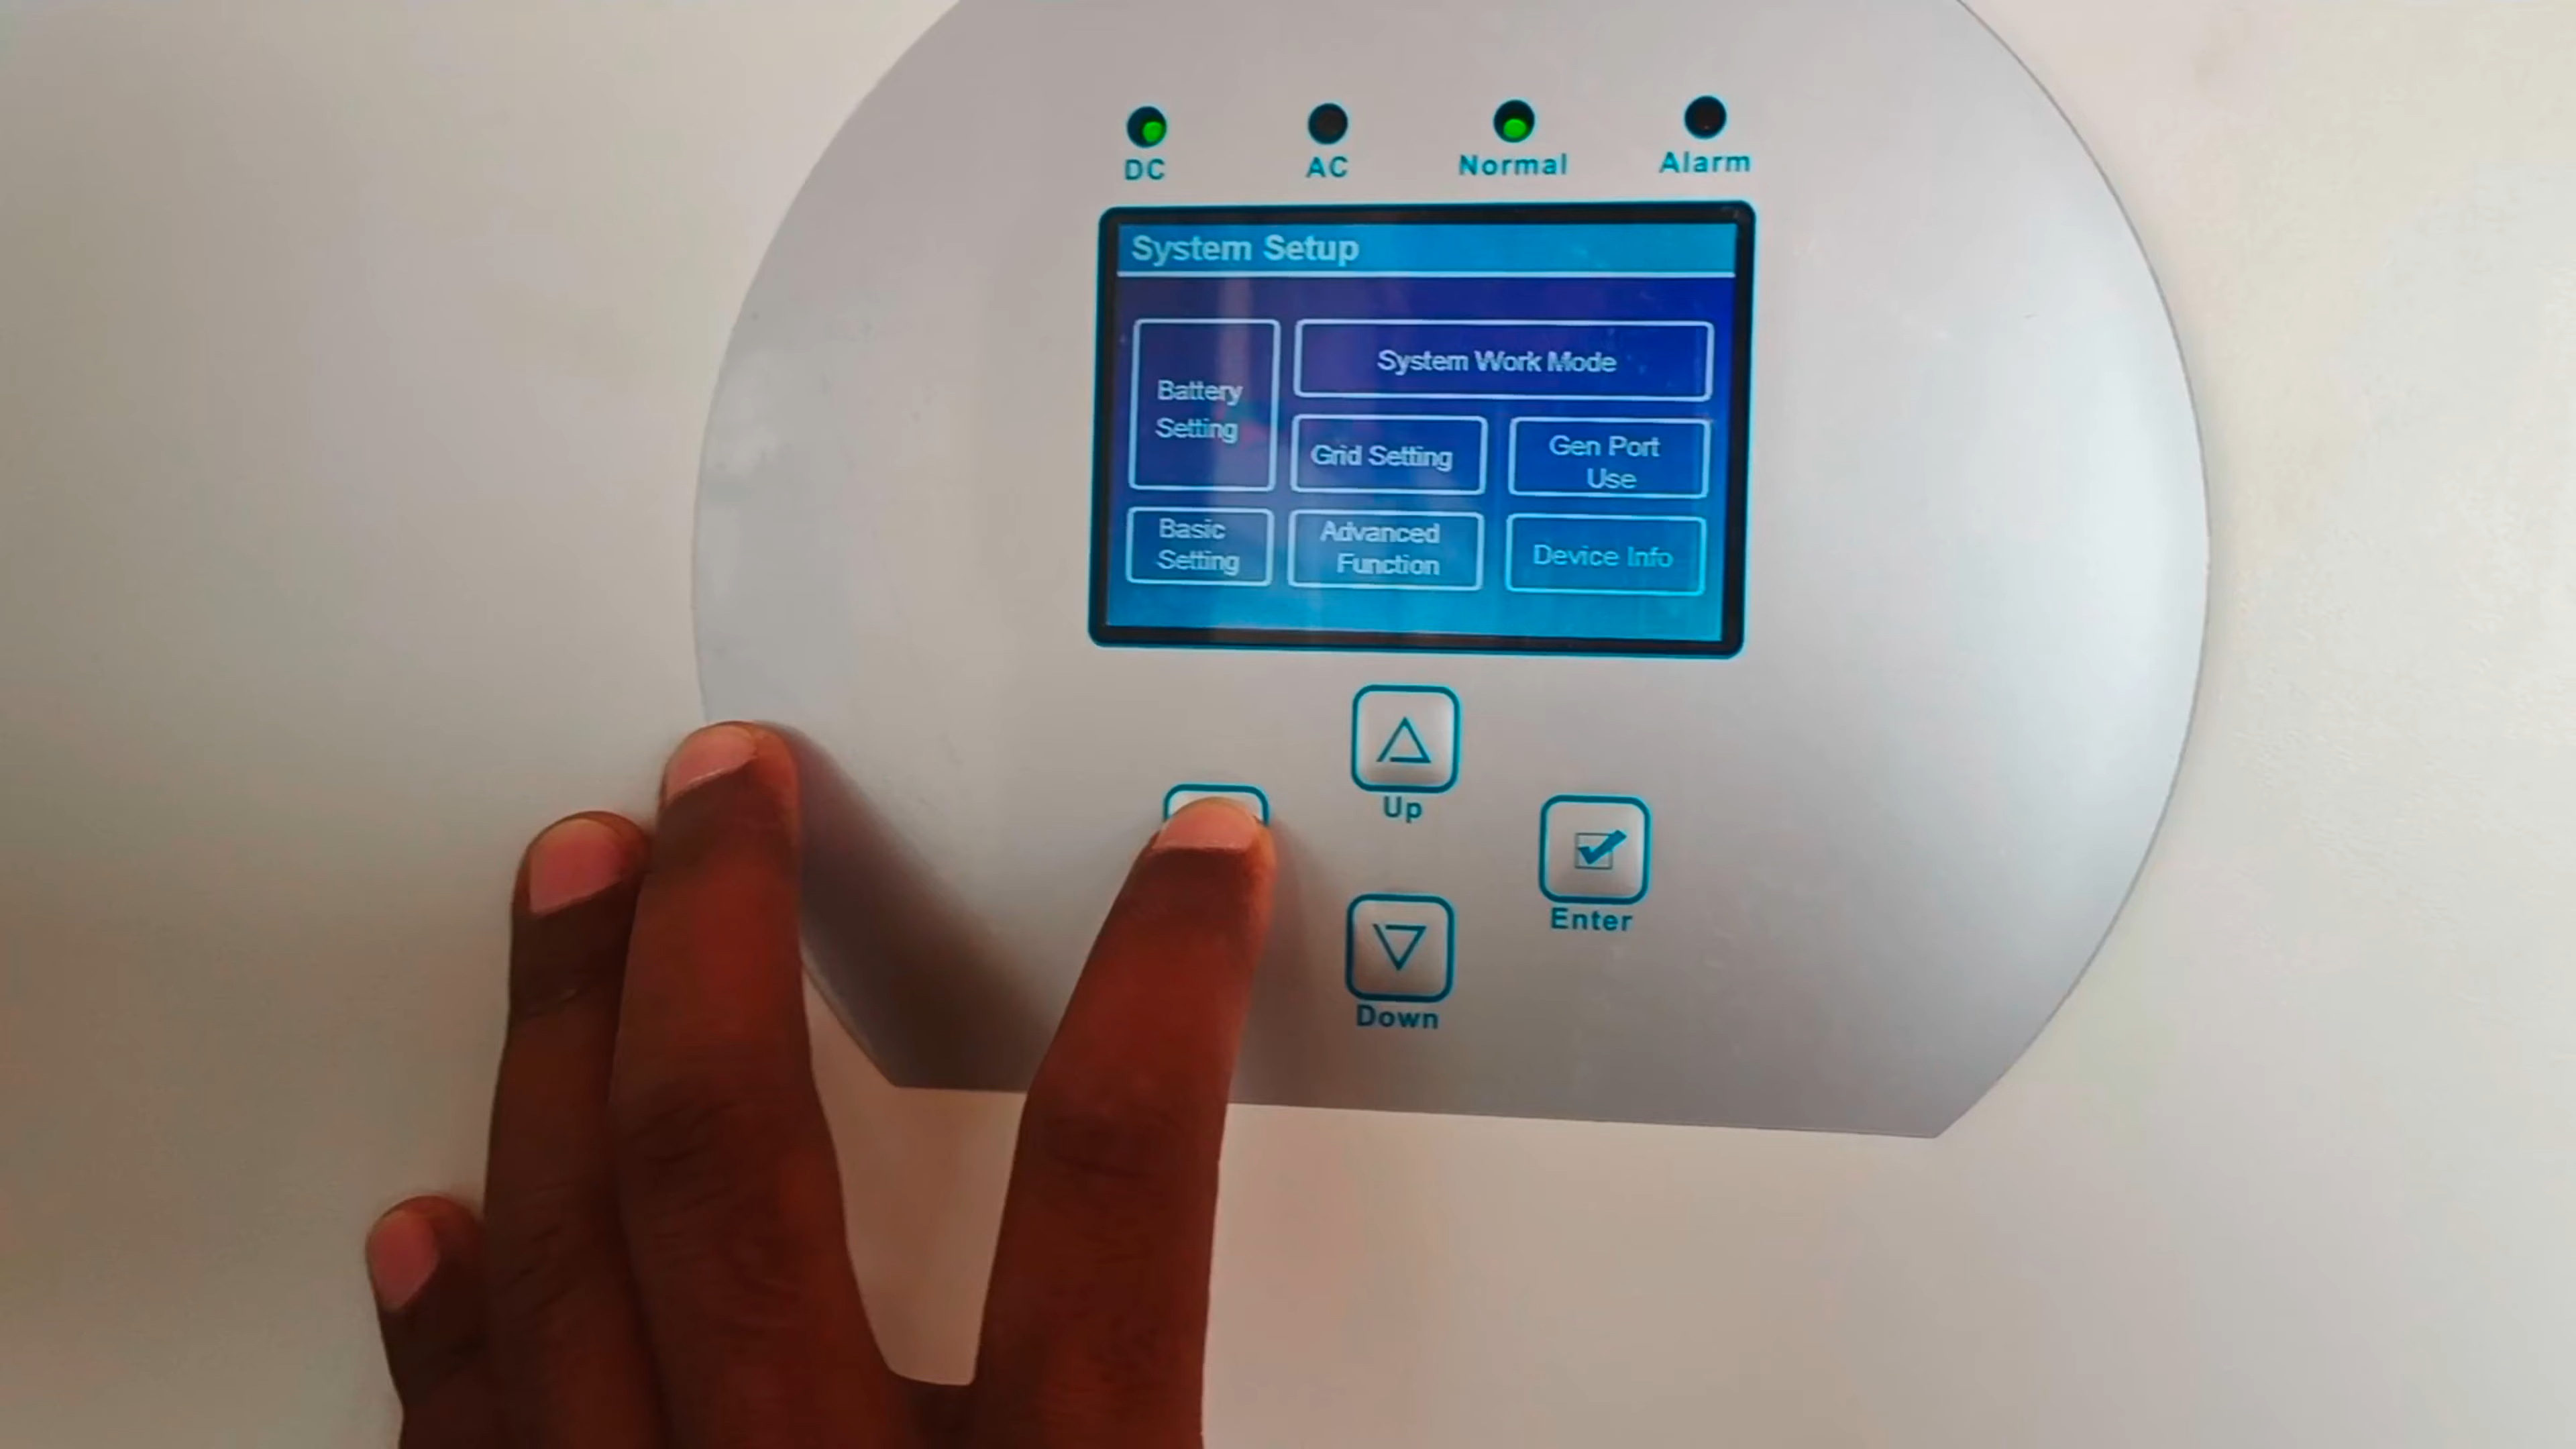 DC
AC
Normal
Alarm
System Setup
Battery
Setting
System Work Mode
Grid Setting
Gen Port
Use
Basic
Setting
Advanced
Function
Device Info
Up
Enter
Down